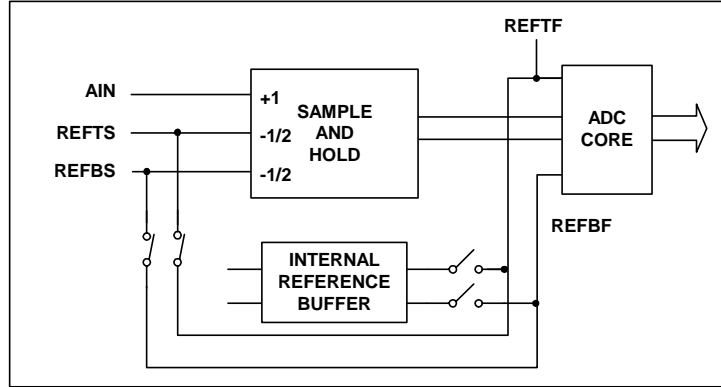 REFTF
AIN
+1
SAMPLE
AND
HOLD
ADC
CORE
REFTS
-1/2
REFBS
-1/2
REFBF
INTERNAL
REFERENCE
BUFFER